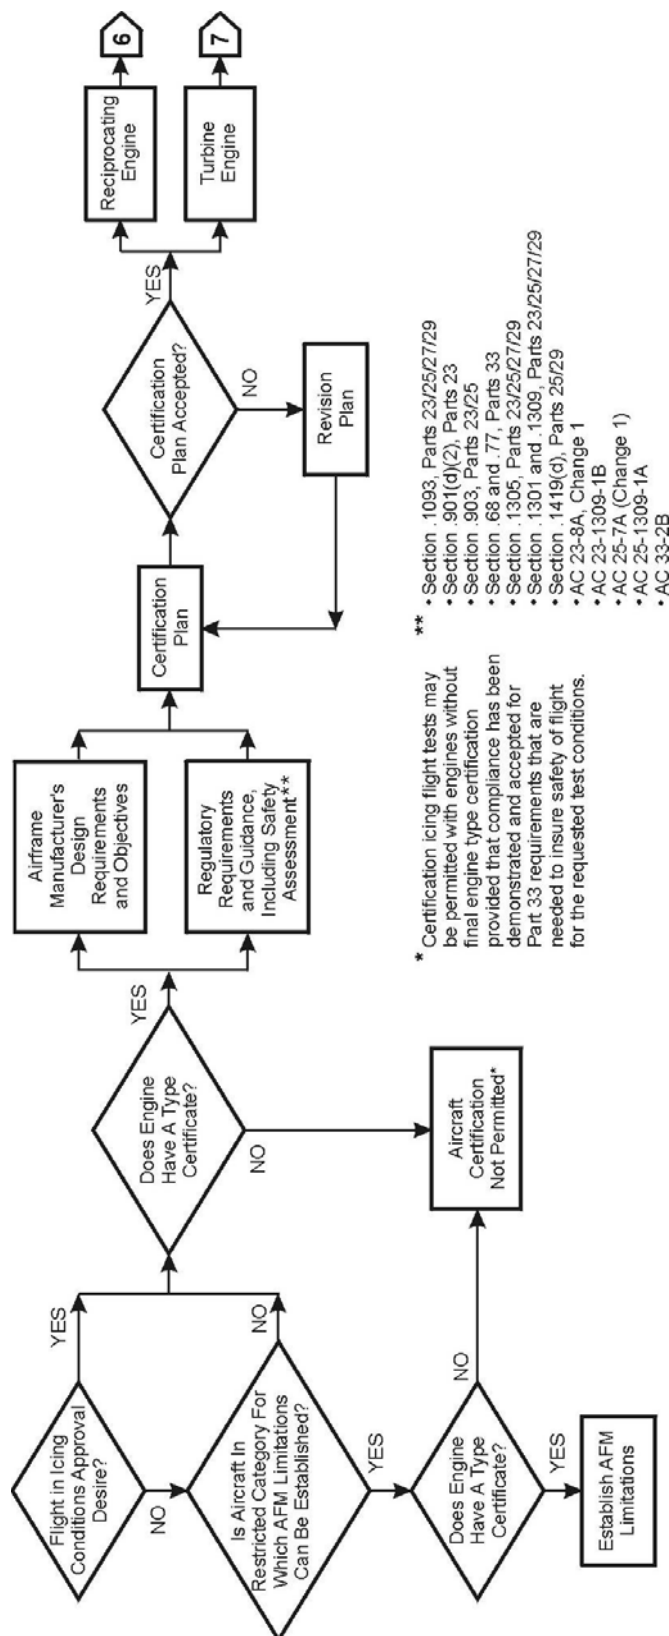 Flight in Icing
Conditions Approval
Desire?
YES
NO
Is Aircraft In
Restricted Category For
Which AFM Limitations
Can Be Established?
NO
YES
Does Engine
Have A Type
Certificate?
NO
YES
Establish AFM
Limitations
Does Engine
Have A Type
Certificate?
YES
NO
Aircraft
Certification
Not Permitted*
Airframe
Manufacturer's
Design
Requirements
and Objectives
Regulatory
Requirements
and Guidance,
Including Safety
Assessment**
Certification
Plan
Certification
Plan Accepted?
YES
NO
Revision
Plan
Reciprocating
Engine
6
Turbine
Engine
7
* Certification icing flight tests may
be permitted with engines without
final engine type certification
provided that compliance has been
demonstrated and accepted for
Part 33 requirements that are
needed to insure safety of flight
for the requested test conditions.
** • Section .1093, Parts 23/25/27/29
• Section .901(d)(2), Parts 23
• Section .903, Parts 23/25
• Section .68 and .77, Parts 33
• Section .1305, Parts 23/25/27/29
• Section .1301 and .1309, Parts 23/25/27/29
• Section .1419(d), Parts 25/29
• AC 23-8A, Change 1
• AC 23-1309-1B
• AC 25-7A (Change 1)
• AC 25-1309-1A
• AC 33-2B